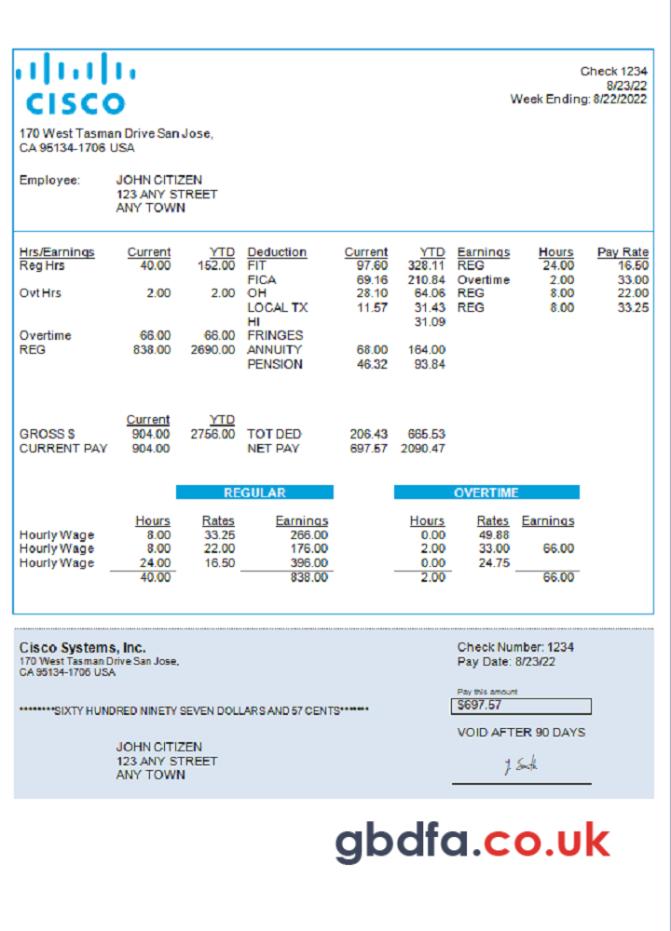 CISCO
Check 1234
8/23/22
Week Ending: 8/22/2022
170 West Tasman Drive San Jose,
CA 95134-1706 USA
Employee: JOHN CITIZEN
123 ANY STREET
ANY TOWN
Hrs/Earnings Current YTD Deduction Current YTD Earnings Hours Pay Rate
Reg Hrs 40.00 152.00 FIT 97.60 328.11 REG 24.00 16.50
FICA 69.16 210.84 Overtime 2.00 33.00
Ovt Hrs 2.00 2.00 OH 28.10 64.06 REG 8.00 22.00
LOCAL TX 11.57 31.43 REG 8.00 33.25
HI 31.09
Overtime 66.00 66.00 FRINGES
REG 838.00 2690.00 ANNUITY 68.00 164.00
PENSION 46.32 93.84
Current YTD
GROSS $ 904.00 2756.00 TOT DED 206.43 665.53
CURRENT PAY 904.00 NET PAY 697.57 2090.47
REGULAR OVERTIME
Hours Rates Earnings Hours Rates Earnings
Hourly Wage 8.00 33.25 266.00 0.00 49.88
Hourly Wage 8.00 22.00 176.00 2.00 33.00 66.00
Hourly Wage 24.00 16.50 396.00 0.00 24.75
40.00 838.00 2.00 66.00
Cisco Systems, Inc.
170 West Tasman Drive San Jose,
CA 95134-1706 USA
Check Number: 1234
Pay Date: 8/23/22
Pay this amount
$697.57
********SIXTY HUNDRED NINETY SEVEN DOLLARS AND 57 CENTS*******
VOID AFTER 90 DAYS
JOHN CITIZEN
123 ANY STREET
ANY TOWN
J. Smith
gbdfa.co.uk